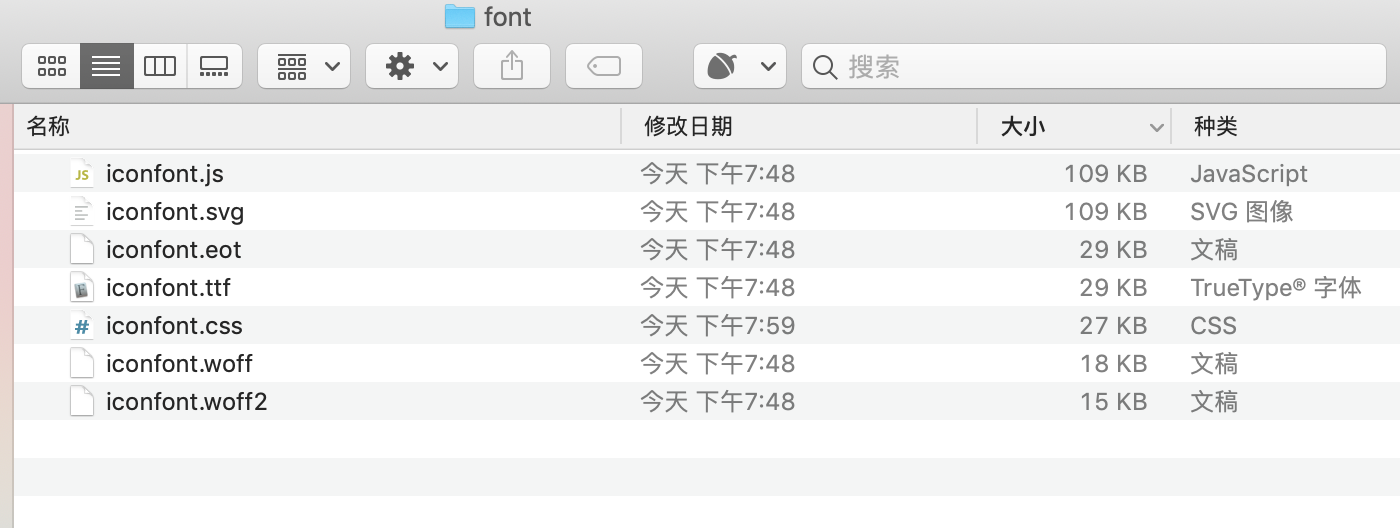 font
搜索
名称 修改日期 大小 种类
JS iconfont.js 今天 下午7:48 109 KB JavaScript
iconfont.svg 今天 下午7:48 109 KB SVG 图像
iconfont.eot 今天 下午7:48 29 KB 文稿
iconfont.ttf 今天 下午7:48 29 KB TrueType® 字体
# iconfont.css 今天 下午7:59 27 KB CSS
iconfont.woff 今天 下午7:48 18 KB 文稿
iconfont.woff2 今天 下午7:48 15 KB 文稿